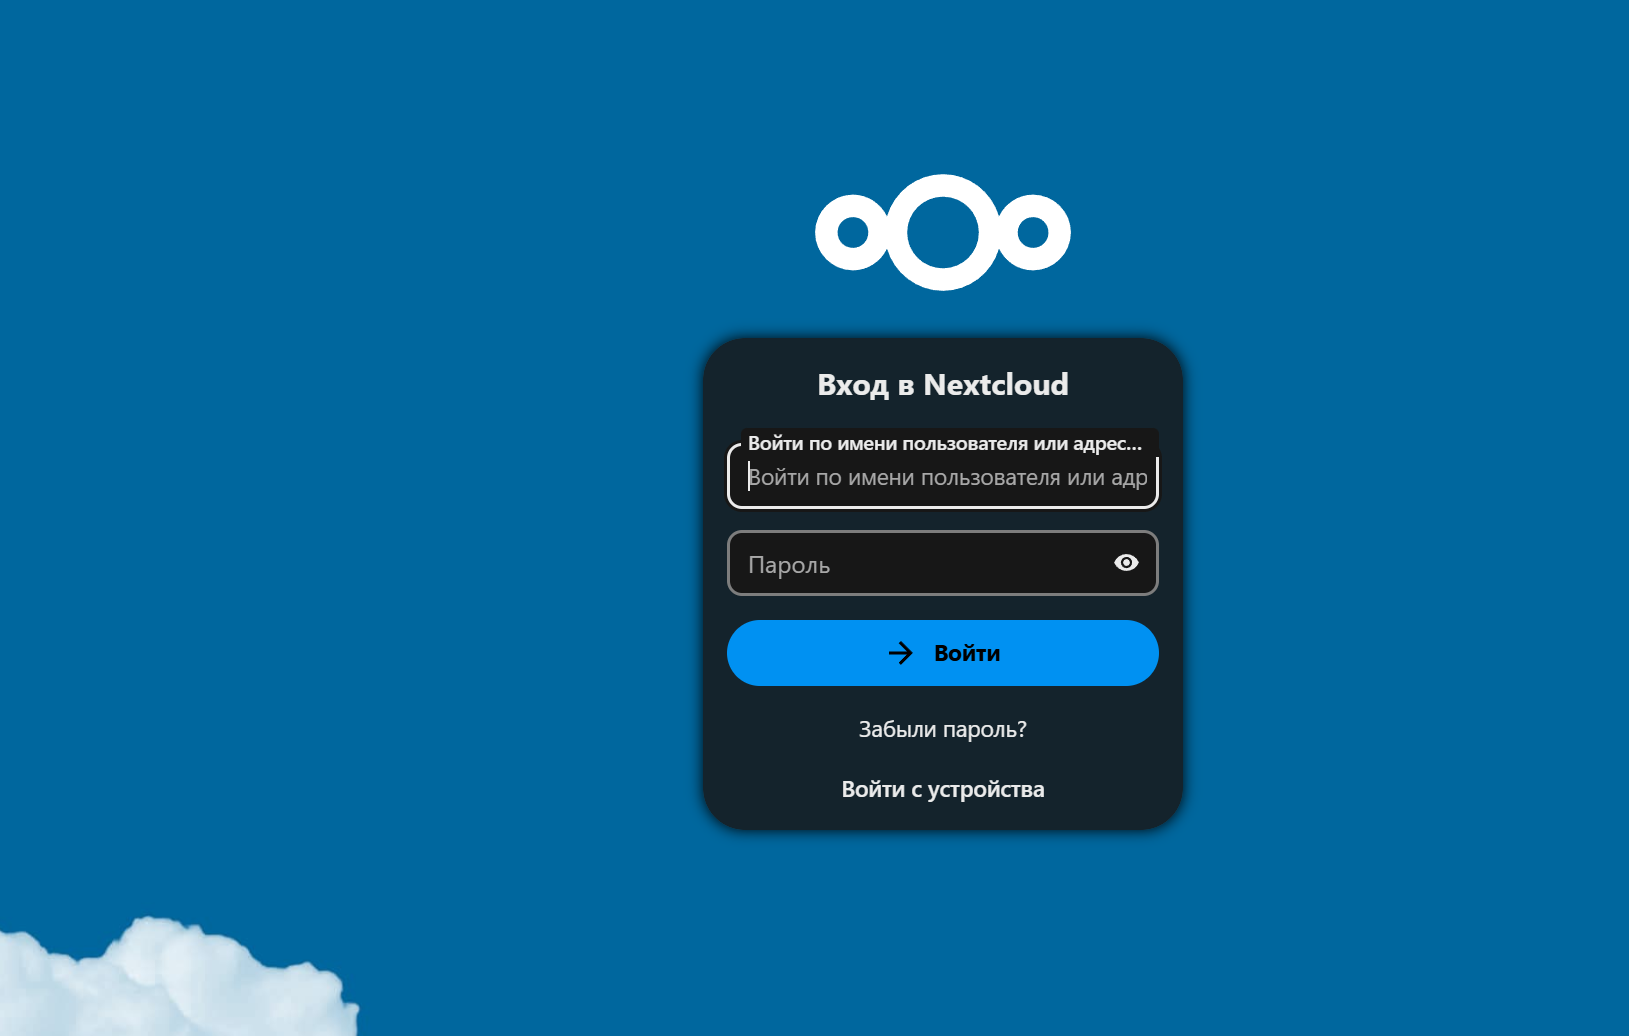 Вход в Nextcloud
Войти по имени пользователя или адрес...
Войти по имени пользователя или адр
Пароль
Войти
Забыли пароль?
Войти с устройства